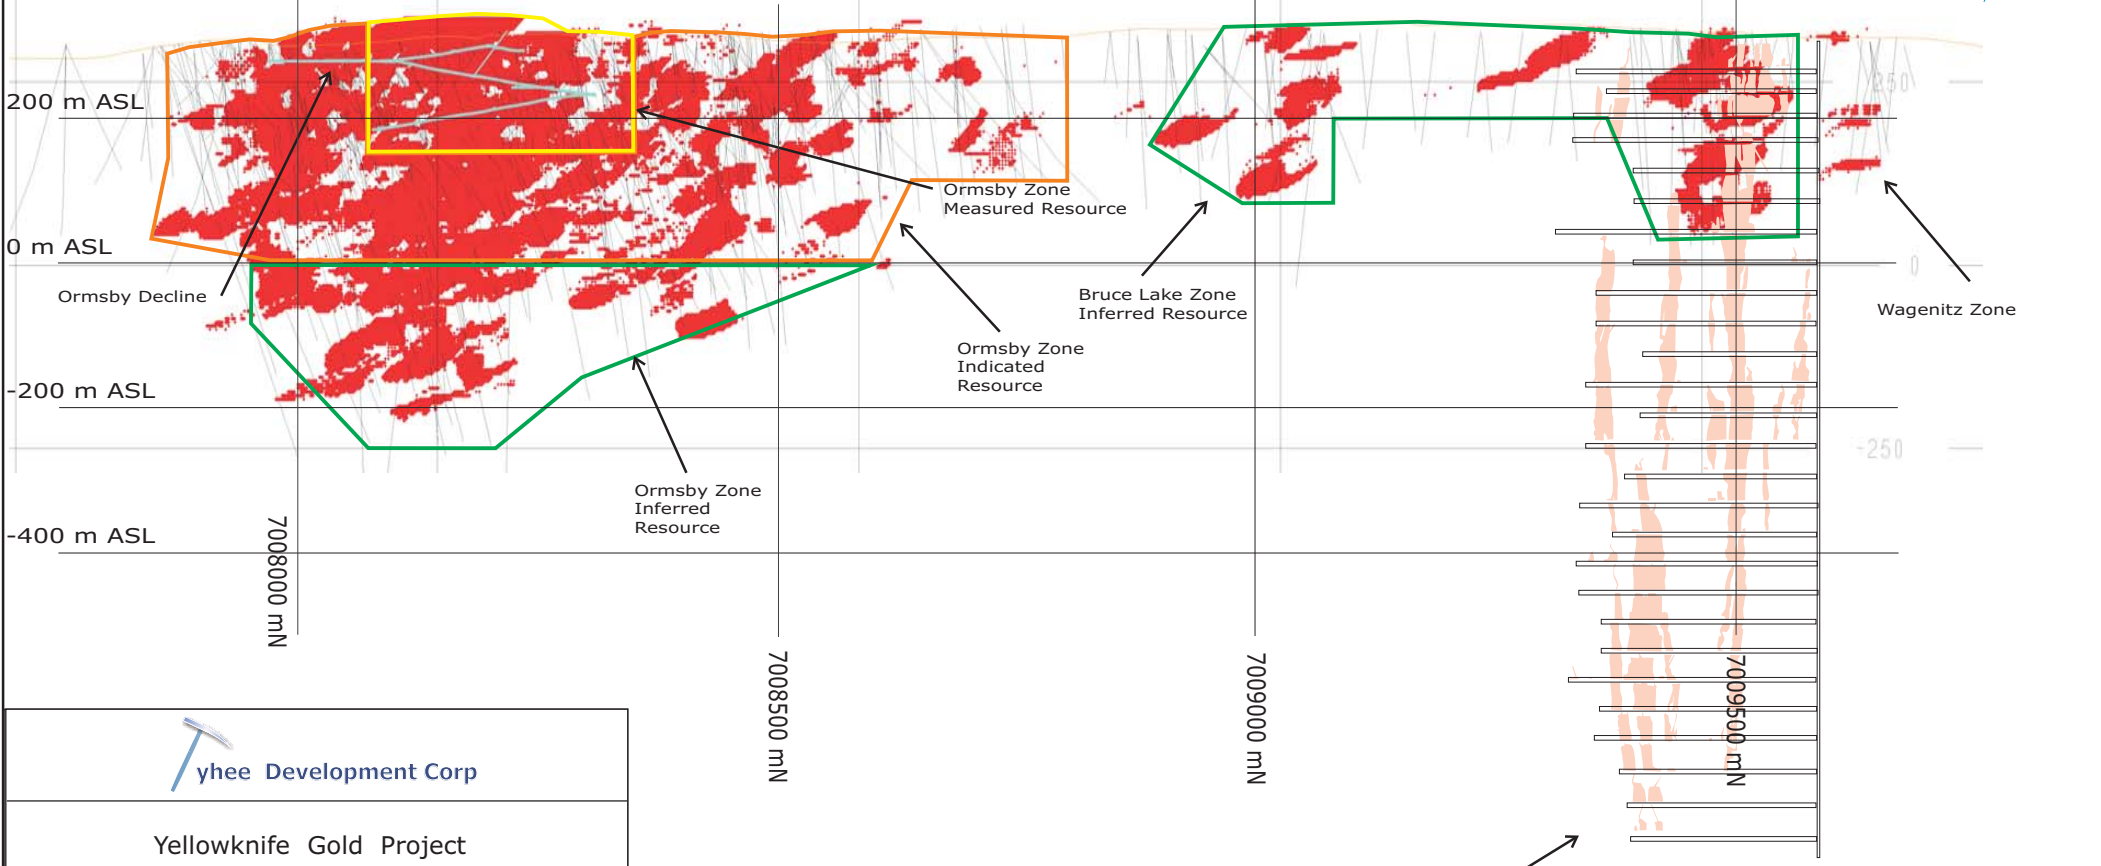 200 m ASL
250
Ormsby Zone
Measured Resource
0 m ASL
0
Ormsby Decline
Bruce Lake Zone
Inferred Resource
Wagenitz Zone
Ormsby Zone
Indicated
Resource
-200 m ASL
-250
Ormsby Zone
Inferred
Resource
-400 m ASL
7008000 mN
7008500 mN
7009000 mN
7009500 mN
yhee Development Corp
Yellowknife Gold Project